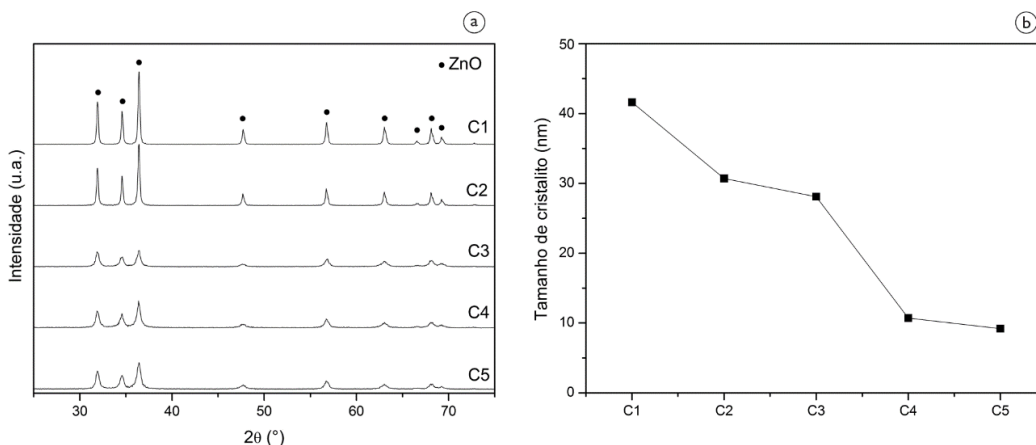 a
Intensidade (u.a.)
ZnO
C1
C2
C3
C4
C5
30 40 50 60 70
2θ (°)
b
Tamanho de cristalito (nm)
50
40
30
20
10
0
C1 C2 C3 C4 C5